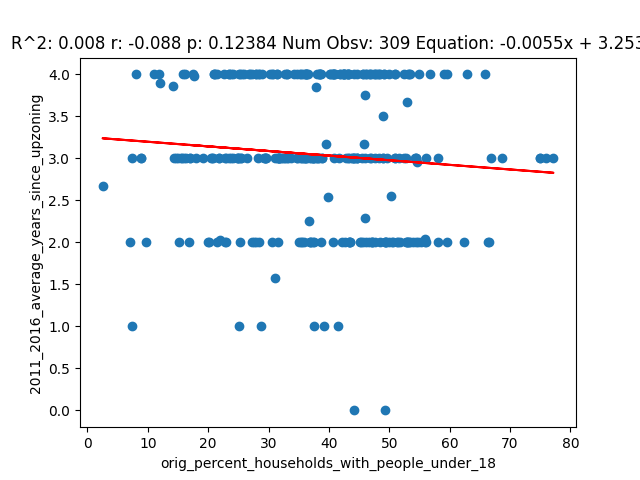 R^2: 0.008 r: -0.088 p: 0.12384 Num Obsv: 309 Equation: -0.0055x + 3.253
4.0
3.5
3.0
2.5
2.0
1.5
1.0
0.5
0.0
2011_2016_average_years_since_upzoning
0 10 20 30 40 50 60 70 80
orig_percent_households_with_people_under_18